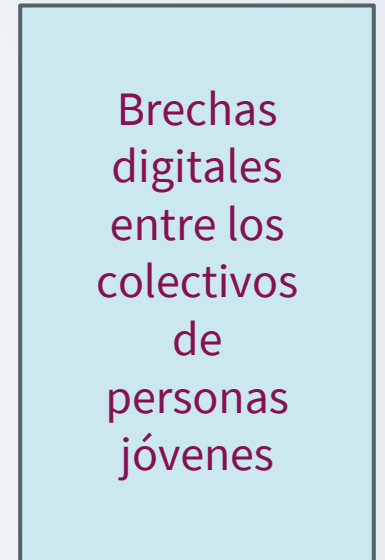 Brechas
digitales
entre los
colectivos
de
personas
jóvenes